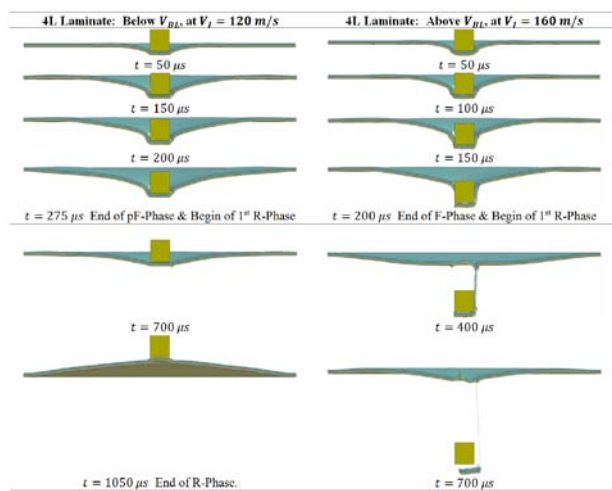 4L Laminate: Below V_BL, at V_I = 120 m/s
t = 50 μs
t = 150 μs
t = 200 μs
t = 275 μs End of pF-Phase & Begin of 1st R-Phase
t = 700 μs
t = 1050 μs End of R-Phase.
4L Laminate: Above V_BL, at V_I = 160 m/s
t = 50 μs
t = 100 μs
t = 150 μs
t = 200 μs End of F-Phase & Begin of 1st R-Phase
t = 400 μs
t = 700 μs